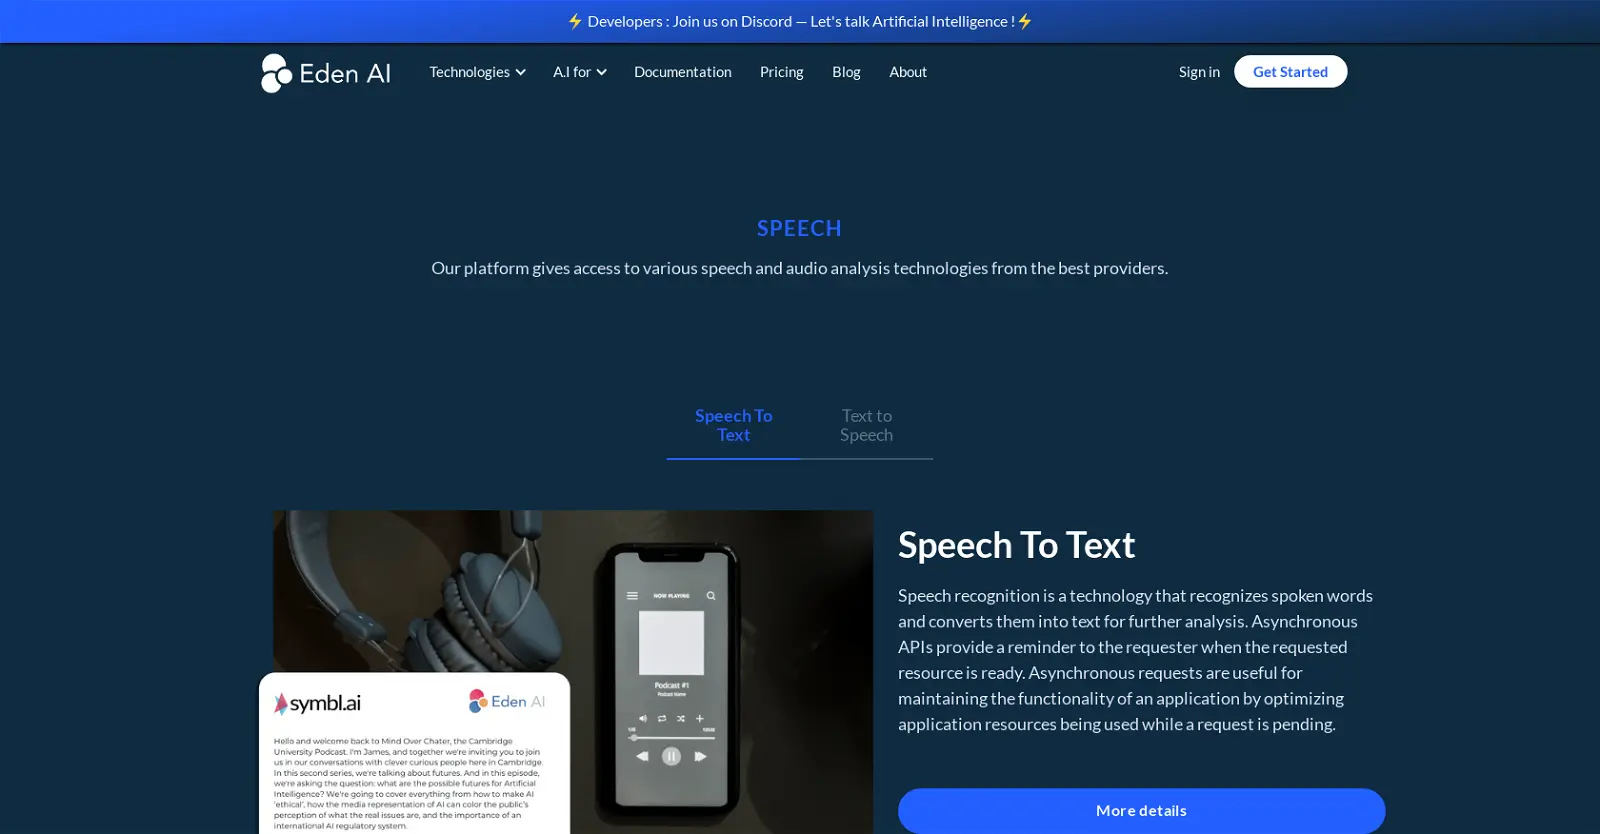 ⚡ Developers : Join us on Discord — Let's talk Artificial Intelligence !⚡
Eden AI
Technologies
A.I for
Documentation
Pricing
Blog
About
Sign in
Get Started
SPEECH
Our platform gives access to various speech and audio analysis technologies from the best providers.
Speech To
Text
Text to
Speech
NOW PLAYING
Podcast #1
Podcast Name
symbl.ai
Eden AI
Hello and welcome back to Mind Over Chater, the Cambridge
University Podcast. I'm James, and together we're inviting you to join
us in our conversations with clever curious people here in Cambridge.
In this second series, we're talking about futures. And in this episode,
we're asking the question: what are the possible futures for Artificial
Intelligence? We're going to cover everything from how to make AI
'ethical', how the media representation of AI can color the public's
perception of what the real issues are, and the importance of an
international AI regulatory system.
Speech To Text
Speech recognition is a technology that recognizes spoken words
and converts them into text for further analysis. Asynchronous
APIs provide a reminder to the requester when the requested
resource is ready. Asynchronous requests are useful for
maintaining the functionality of an application by optimizing
application resources being used while a request is pending.
More details